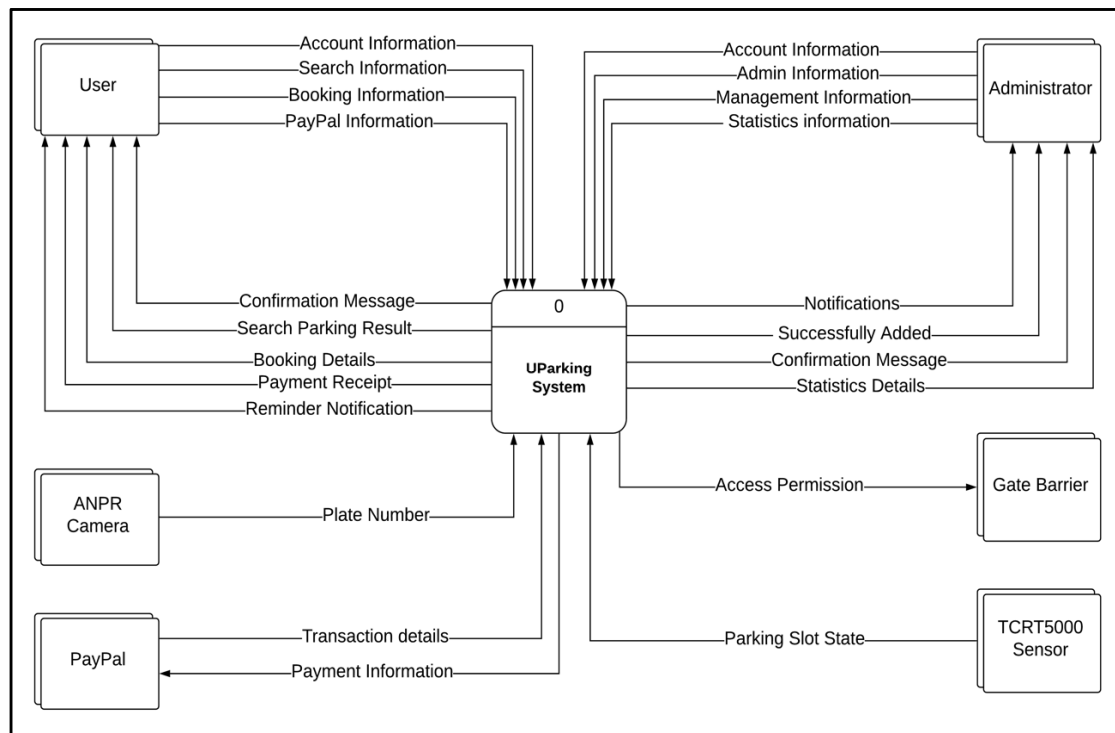 User
Account Information
Search Information
Booking Information
PayPal Information
Account Information
Admin Information
Management Information
Statistics information
Administrator
Confirmation Message
Search Parking Result
Booking Details
Payment Receipt
Reminder Notification
0
UParking
System
Notifications
Successfully Added
Confirmation Message
Statistics Details
ANPR
Camera
Plate Number
Access Permission
Gate Barrier
PayPal
Transaction details
Payment Information
Parking Slot State
TCRT5000
Sensor